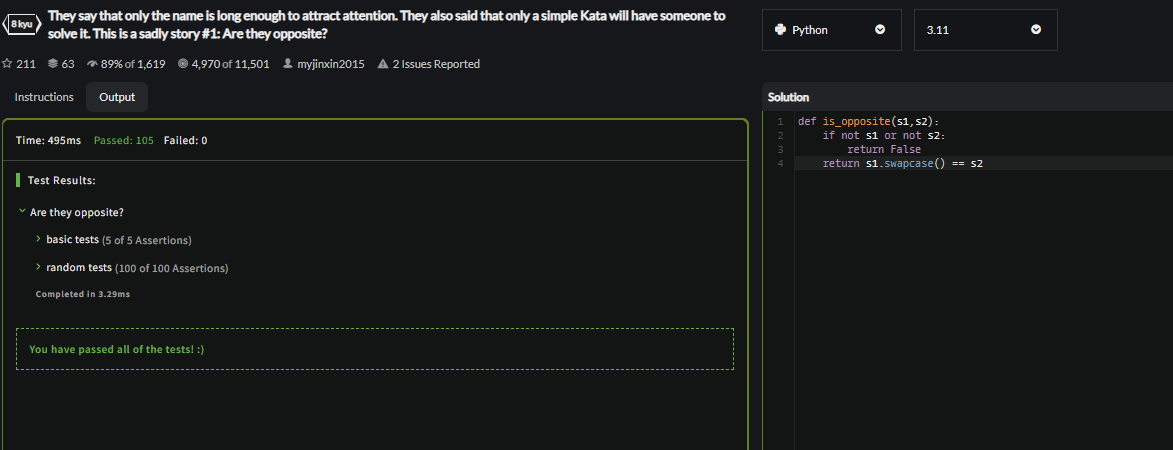 8 kyu
They say that only the name is long enough to attract attention. They also said that only a simple Kata will have someone to
solve it. This is a sadly story #1: Are they opposite?
211 63 89% of 1,619 4,970 of 11,501 myjinxin2015 2 Issues Reported
Python 3.11
Instructions Output
Time: 495ms Passed: 105 Failed: 0
Test Results:
Are they opposite?
basic tests (5 of 5 Assertions)
random tests (100 of 100 Assertions)
Completed in 3.29ms
You have passed all of the tests! :)
Solution
1 def is_opposite(s1,s2):
2 if not s1 or not s2:
3 return False
4 return s1.swapcase() == s2